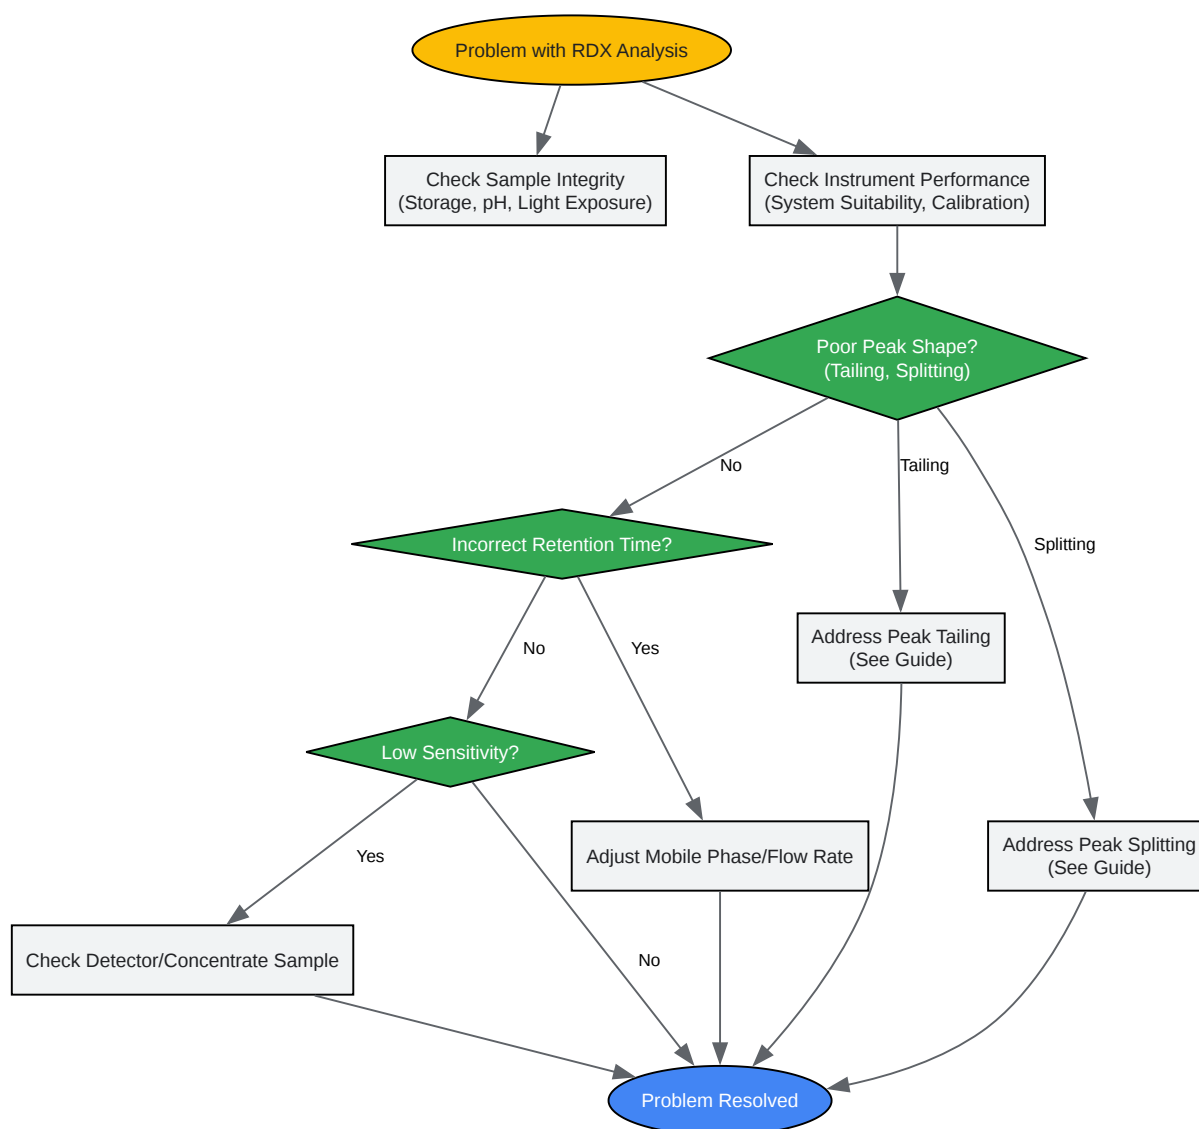 Problem with RDX Analysis
Check Sample Integrity
(Storage, pH, Light Exposure)
Check Instrument Performance
(System Suitability, Calibration)
Poor Peak Shape?
(Tailing, Splitting)
No
Tailing
Splitting
Incorrect Retention Time?
No
Yes
Address Peak Tailing
(See Guide)
Low Sensitivity?
Yes
No
Adjust Mobile Phase/Flow Rate
Address Peak Splitting
(See Guide)
Check Detector/Concentrate Sample
Problem Resolved